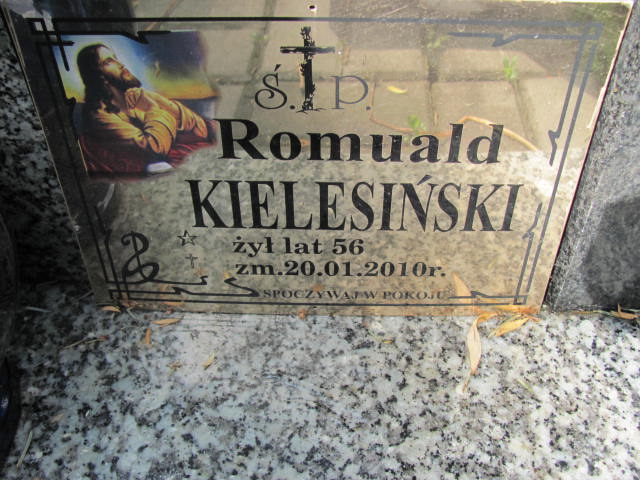 Ś. P.
Romuald
KIELESIŃSKI
żył lat 56
zm.20.01.2010r.
SPOCZYWAJ W POKOJU